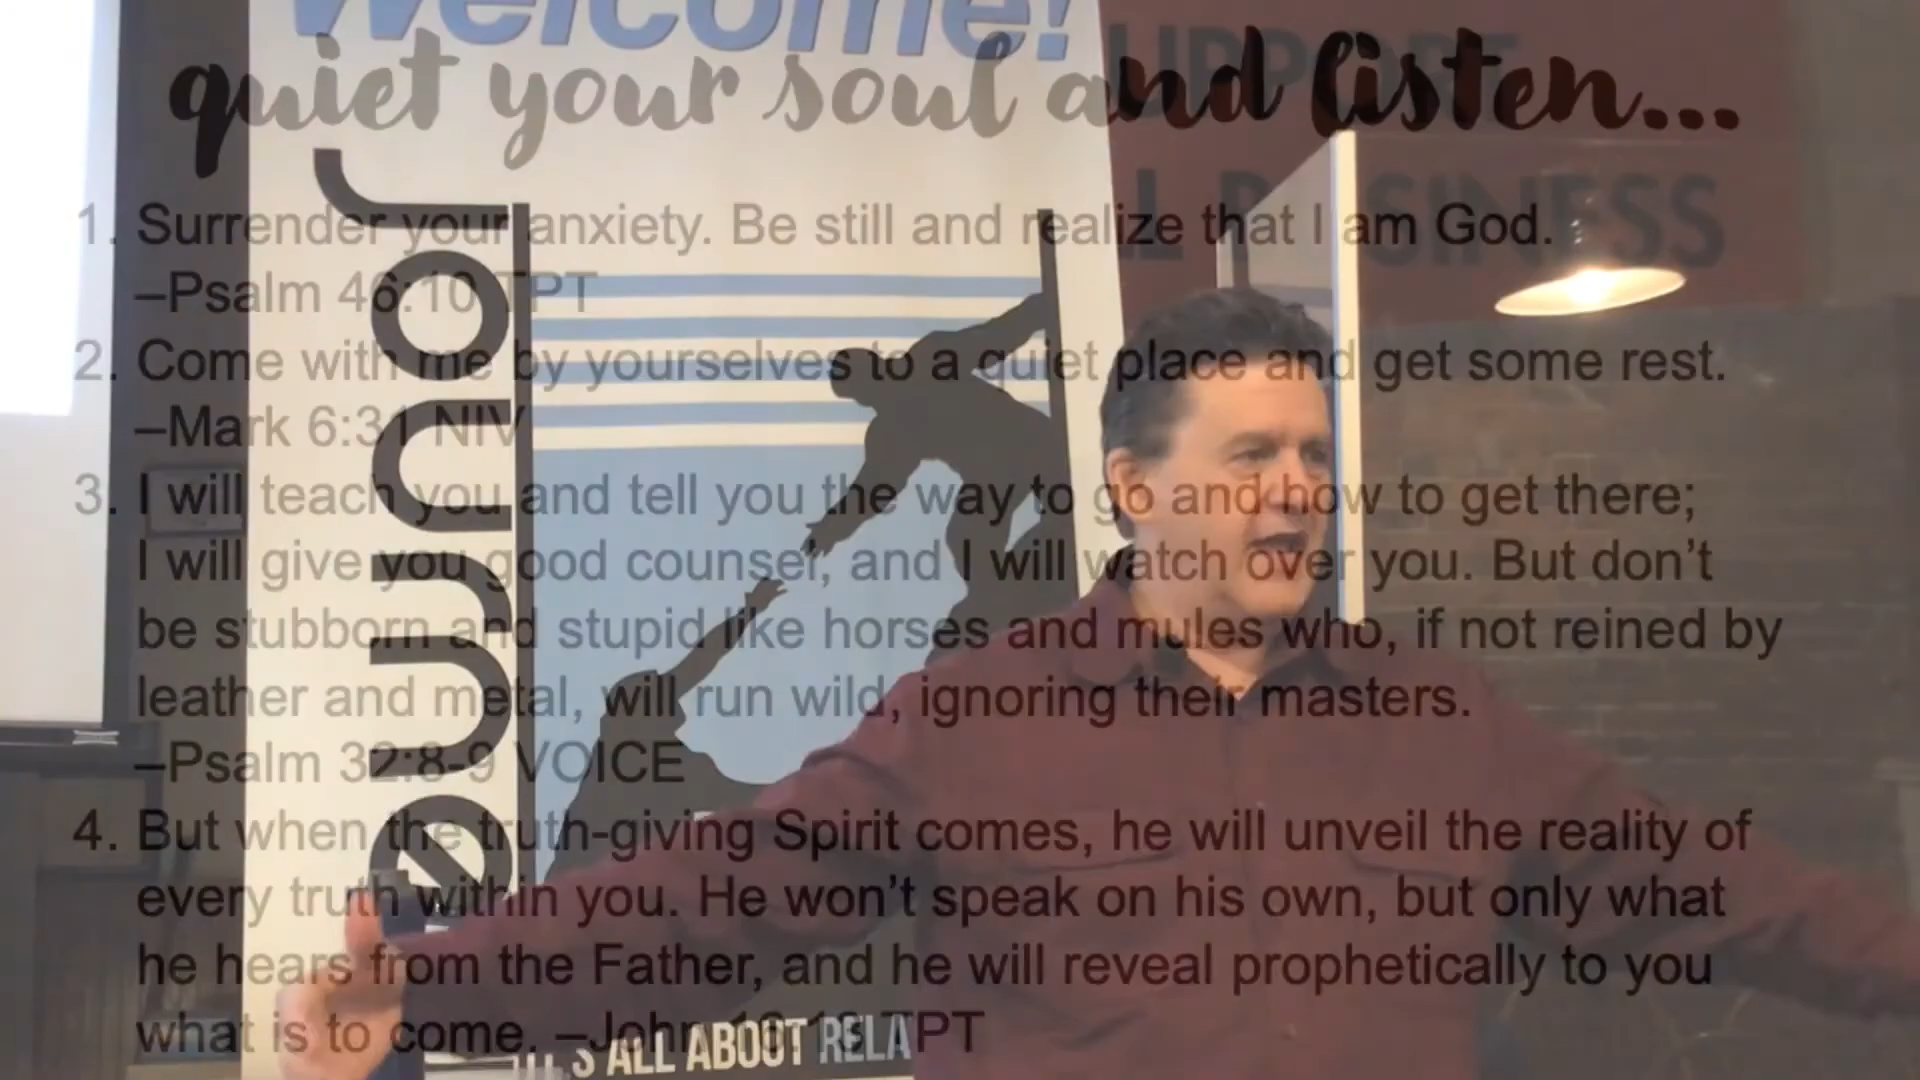 Welcome!
quiet your soul and listen...
1. Surrender your anxiety. Be still and realize that I am God.
–Psalm 46:10 TPT
2. Come with me by yourselves to a quiet place and get some rest.
–Mark 6:31 NIV
3. I will teach you and tell you the way to go and how to get there;
I will give you good counsel, and I will watch over you. But don't
be stubborn and stupid like horses and mules who, if not reined by
leather and metal, will run wild, ignoring their masters.
–Psalm 32:8-9 VOICE
4. But when the truth-giving Spirit comes, he will unveil the reality of
every truth within you. He won't speak on his own, but only what
he hears from the Father, and he will reveal prophetically to you
what is to come. –John 16:13 TPT
Journe
UPPORT
L BUSINESS
IT'S ALL ABOUT RELA